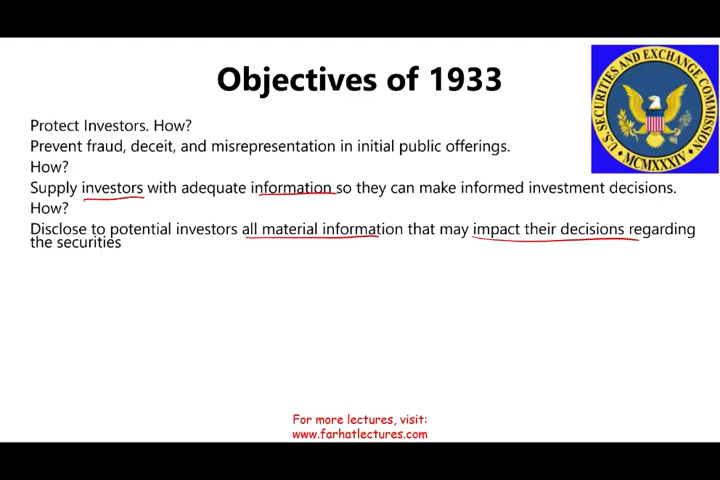 Objectives of 1933
U.S. SECURITIES AND EXCHANGE COMMISSION
MCMXXXIV
Protect Investors. How?
Prevent fraud, deceit, and misrepresentation in initial public offerings.
How?
Supply investors with adequate information so they can make informed investment decisions.
How?
Disclose to potential investors all material information that may impact their decisions regarding
the securities
For more lectures, visit:
www.farhatlectures.com